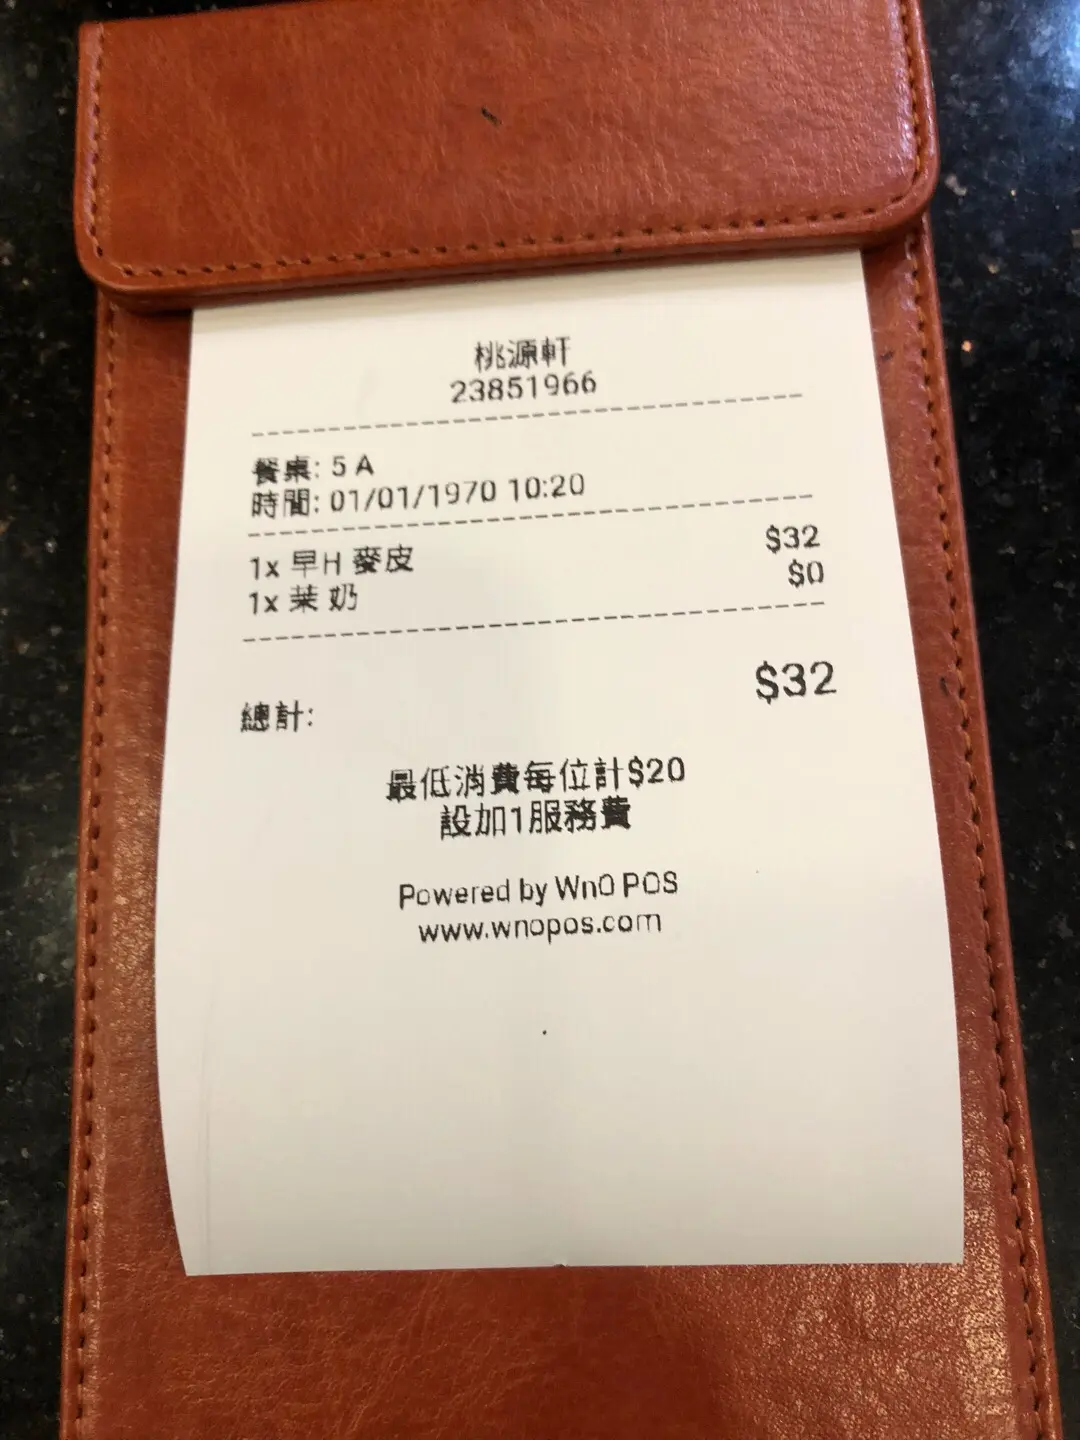 桃源軒
23851966
餐桌: 5 A
時間: 01/01/1970 10:20
1x 早H 麥皮 $32
1x 茉 奶 $0
$32
總計:
最低消費每位計$20
設加1服務費
Powered by WnO POS
www.wnopos.com